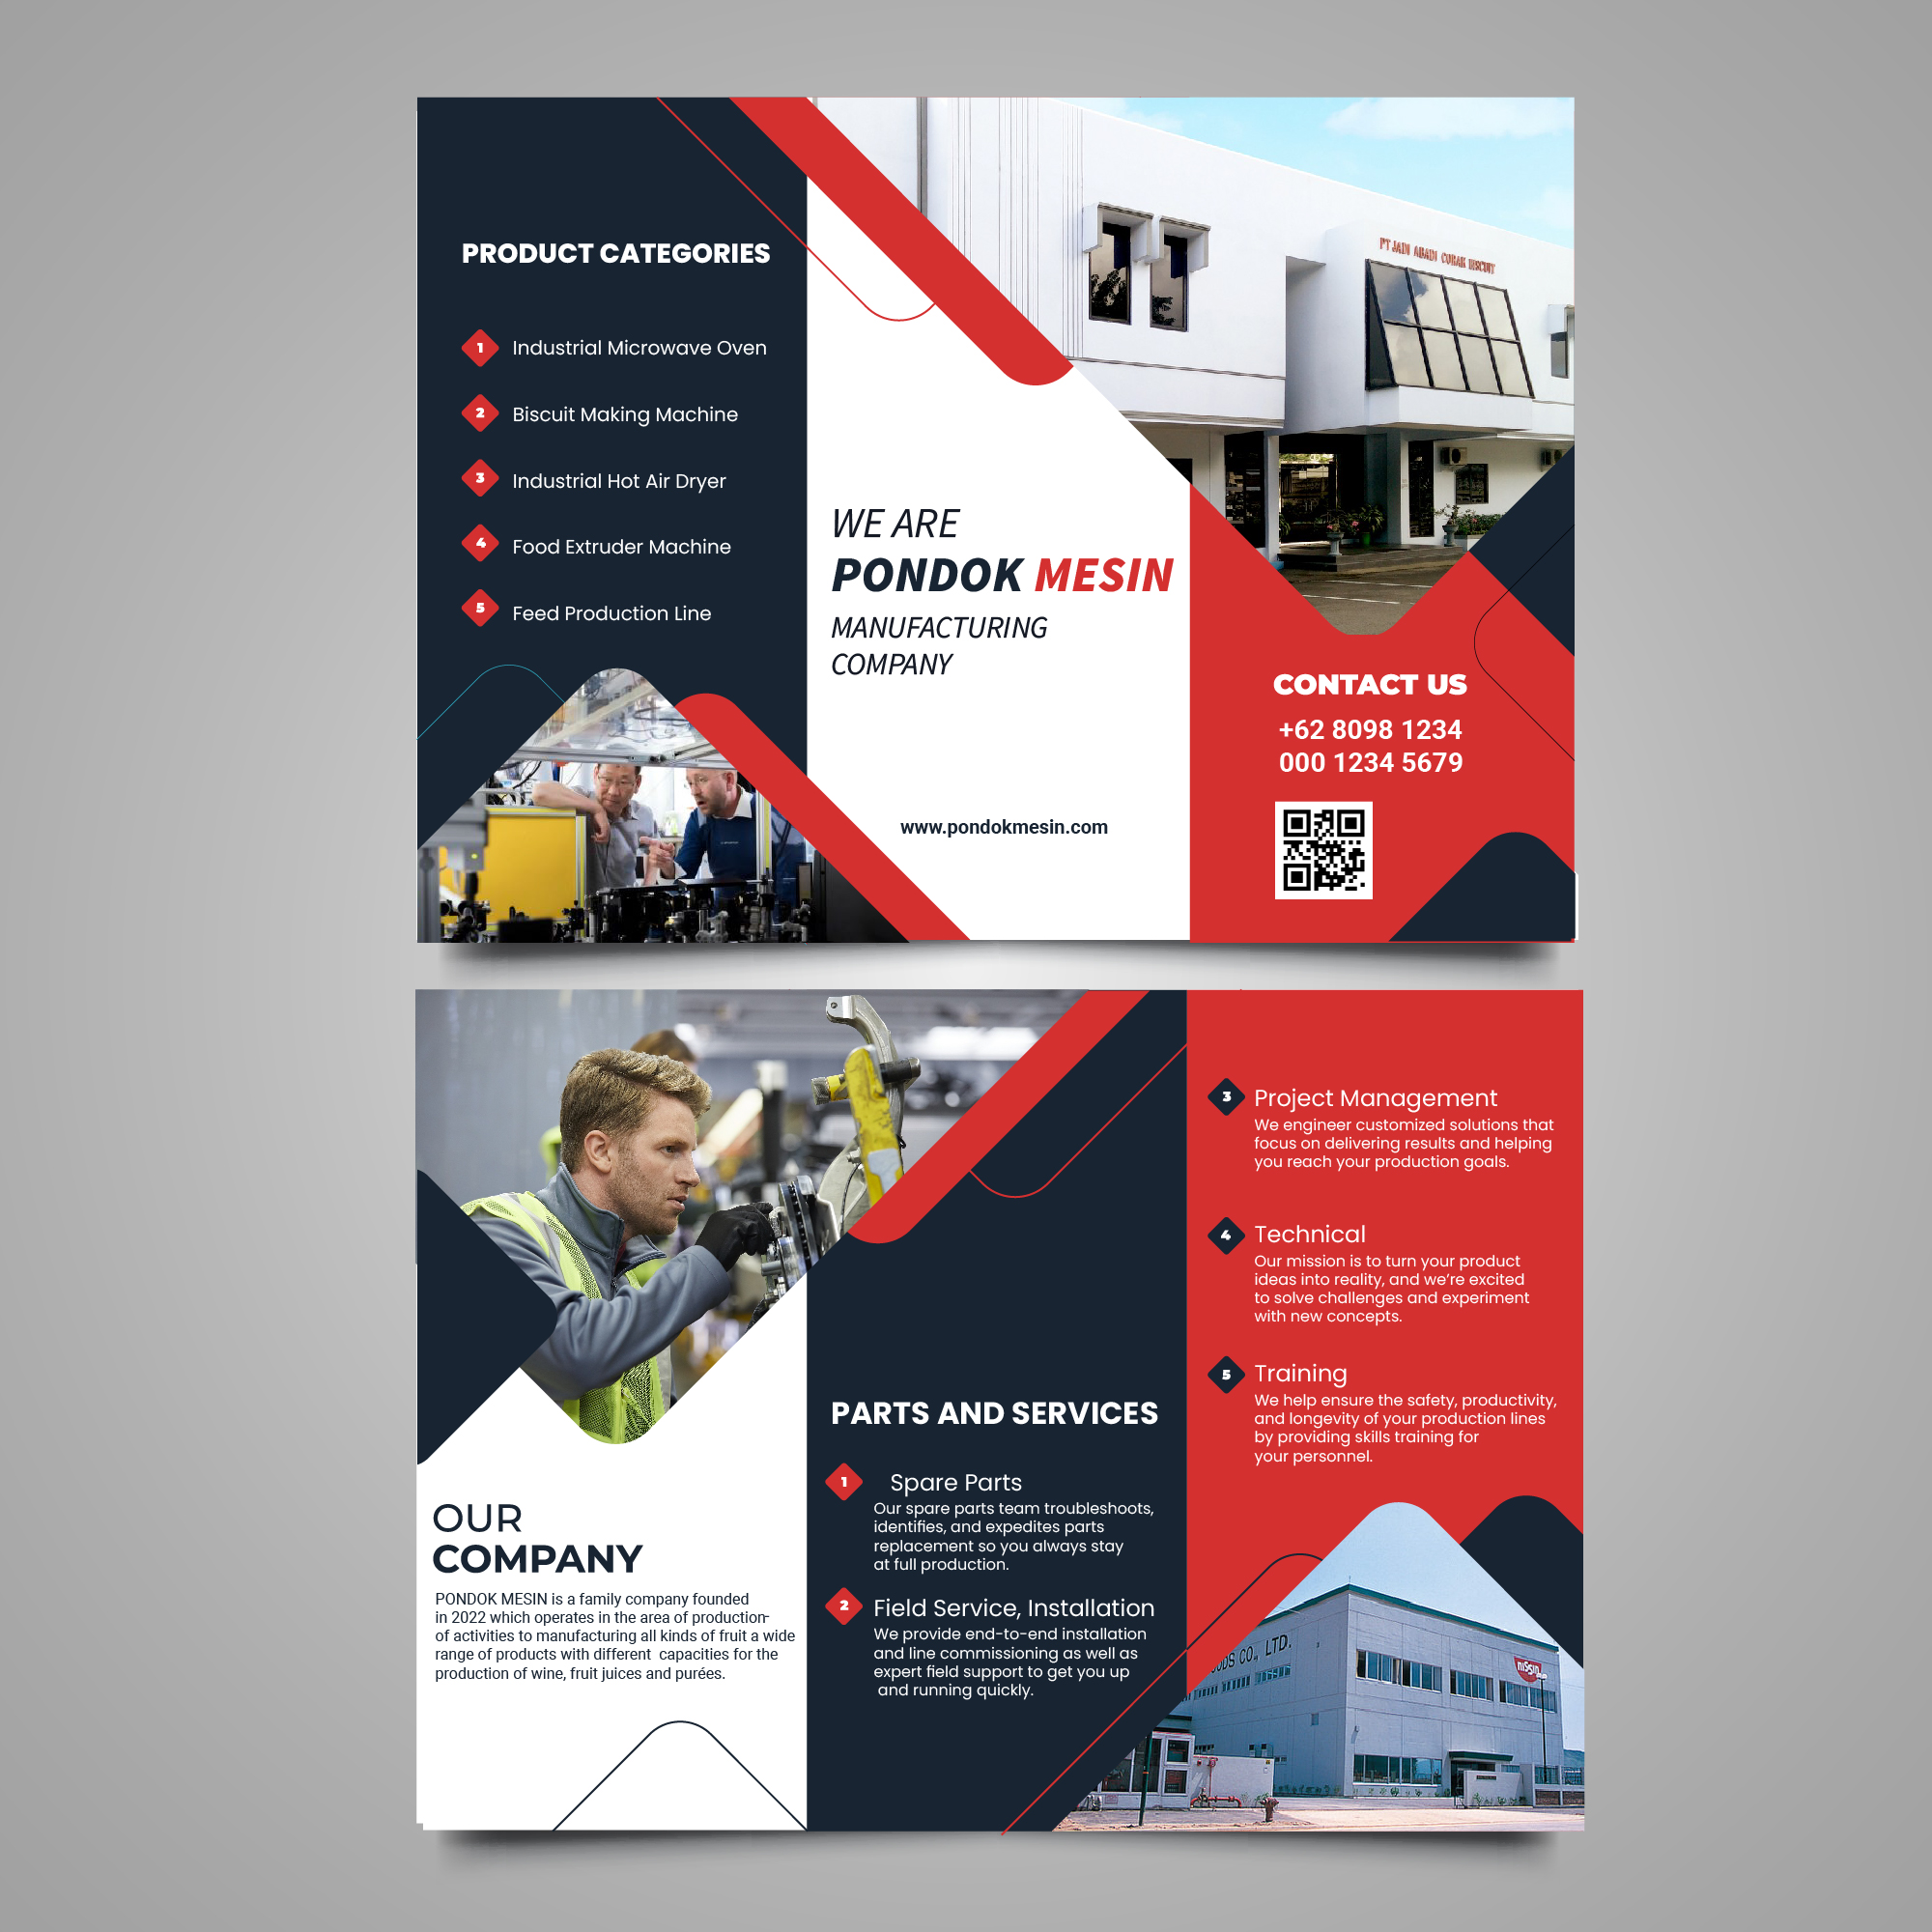 PRODUCT CATEGORIES
1 Industrial Microwave Oven
2 Biscuit Making Machine
3 Industrial Hot Air Dryer
4 Food Extruder Machine
5 Feed Production Line
WE ARE
PONDOK MESIN
MANUFACTURING
COMPANY
www.pondokmesin.com
PT JADI ABADI CORAK BISCUIT
CONTACT US
+62 8098 1234
000 1234 5679
OUR
COMPANY
PONDOK MESIN is a family company founded
in 2022 which operates in the area of production-
of activities to manufacturing all kinds of fruit a wide
range of products with different  capacities for the
production of wine, fruit juices and purées.
PARTS AND SERVICES
1 Spare Parts
Our spare parts team troubleshoots,
identifies, and expedites parts
replacement so you always stay
at full production.
2 Field Service, Installation
We provide end-to-end installation
and line commissioning as well as
expert field support to get you up
and running quickly.
3 Project Management
We engineer customized solutions that
focus on delivering results and helping
you reach your production goals.
4 Technical
Our mission is to turn your product
ideas into reality, and we're excited
to solve challenges and experiment
with new concepts.
5 Training
We help ensure the safety, productivity,
and longevity of your production lines
by providing skills training for
your personnel.
CO., LTD.
NISSIN